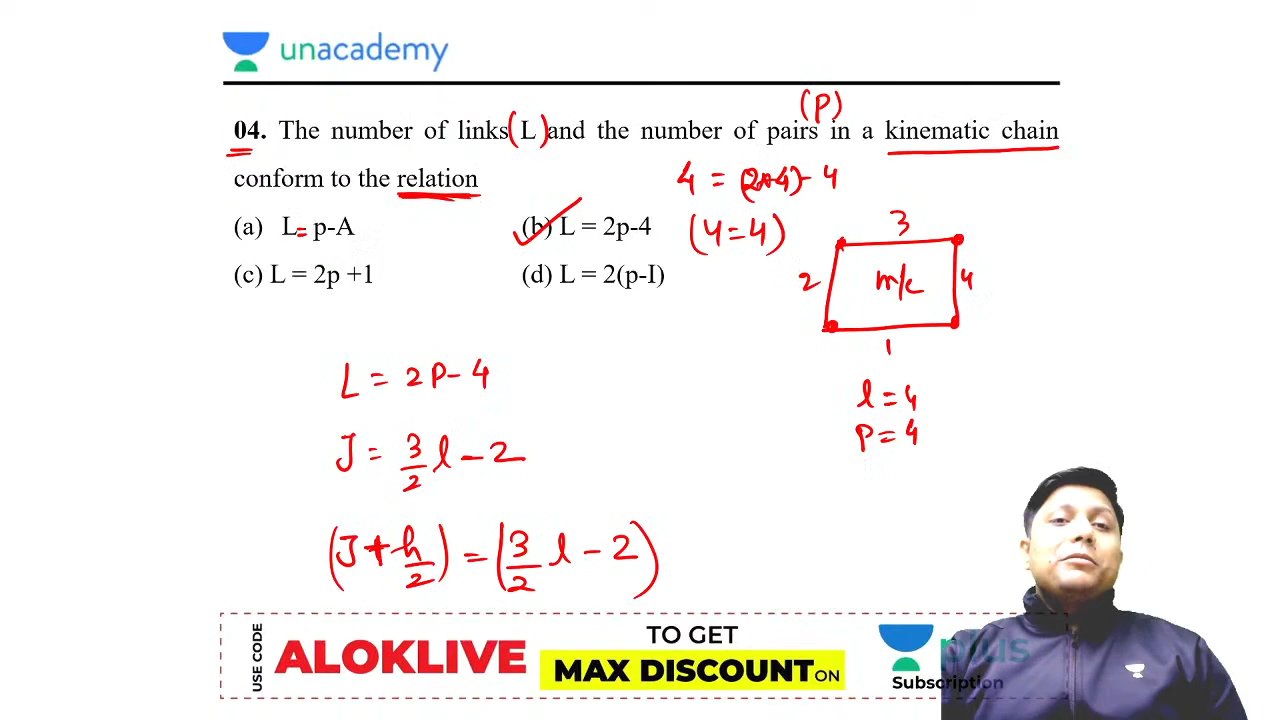 unacademy
(P)
04. The number of links (L) and the number of pairs in a kinematic chain
conform to the relation
4 = (2×4) - 4
(a) L = p-A
(b) L = 2p-4
(4=4)
(c) L = 2p +1
(d) L = 2(p-I)
3
2
m/c
4
1
l = 4
P = 4
L = 2P - 4
J = 3/2 l - 2
(J + h/2) = (3/2 l - 2)
USE CODE
ALOKLIVE
TO GET
MAX DISCOUNT ON
plus
Subscription